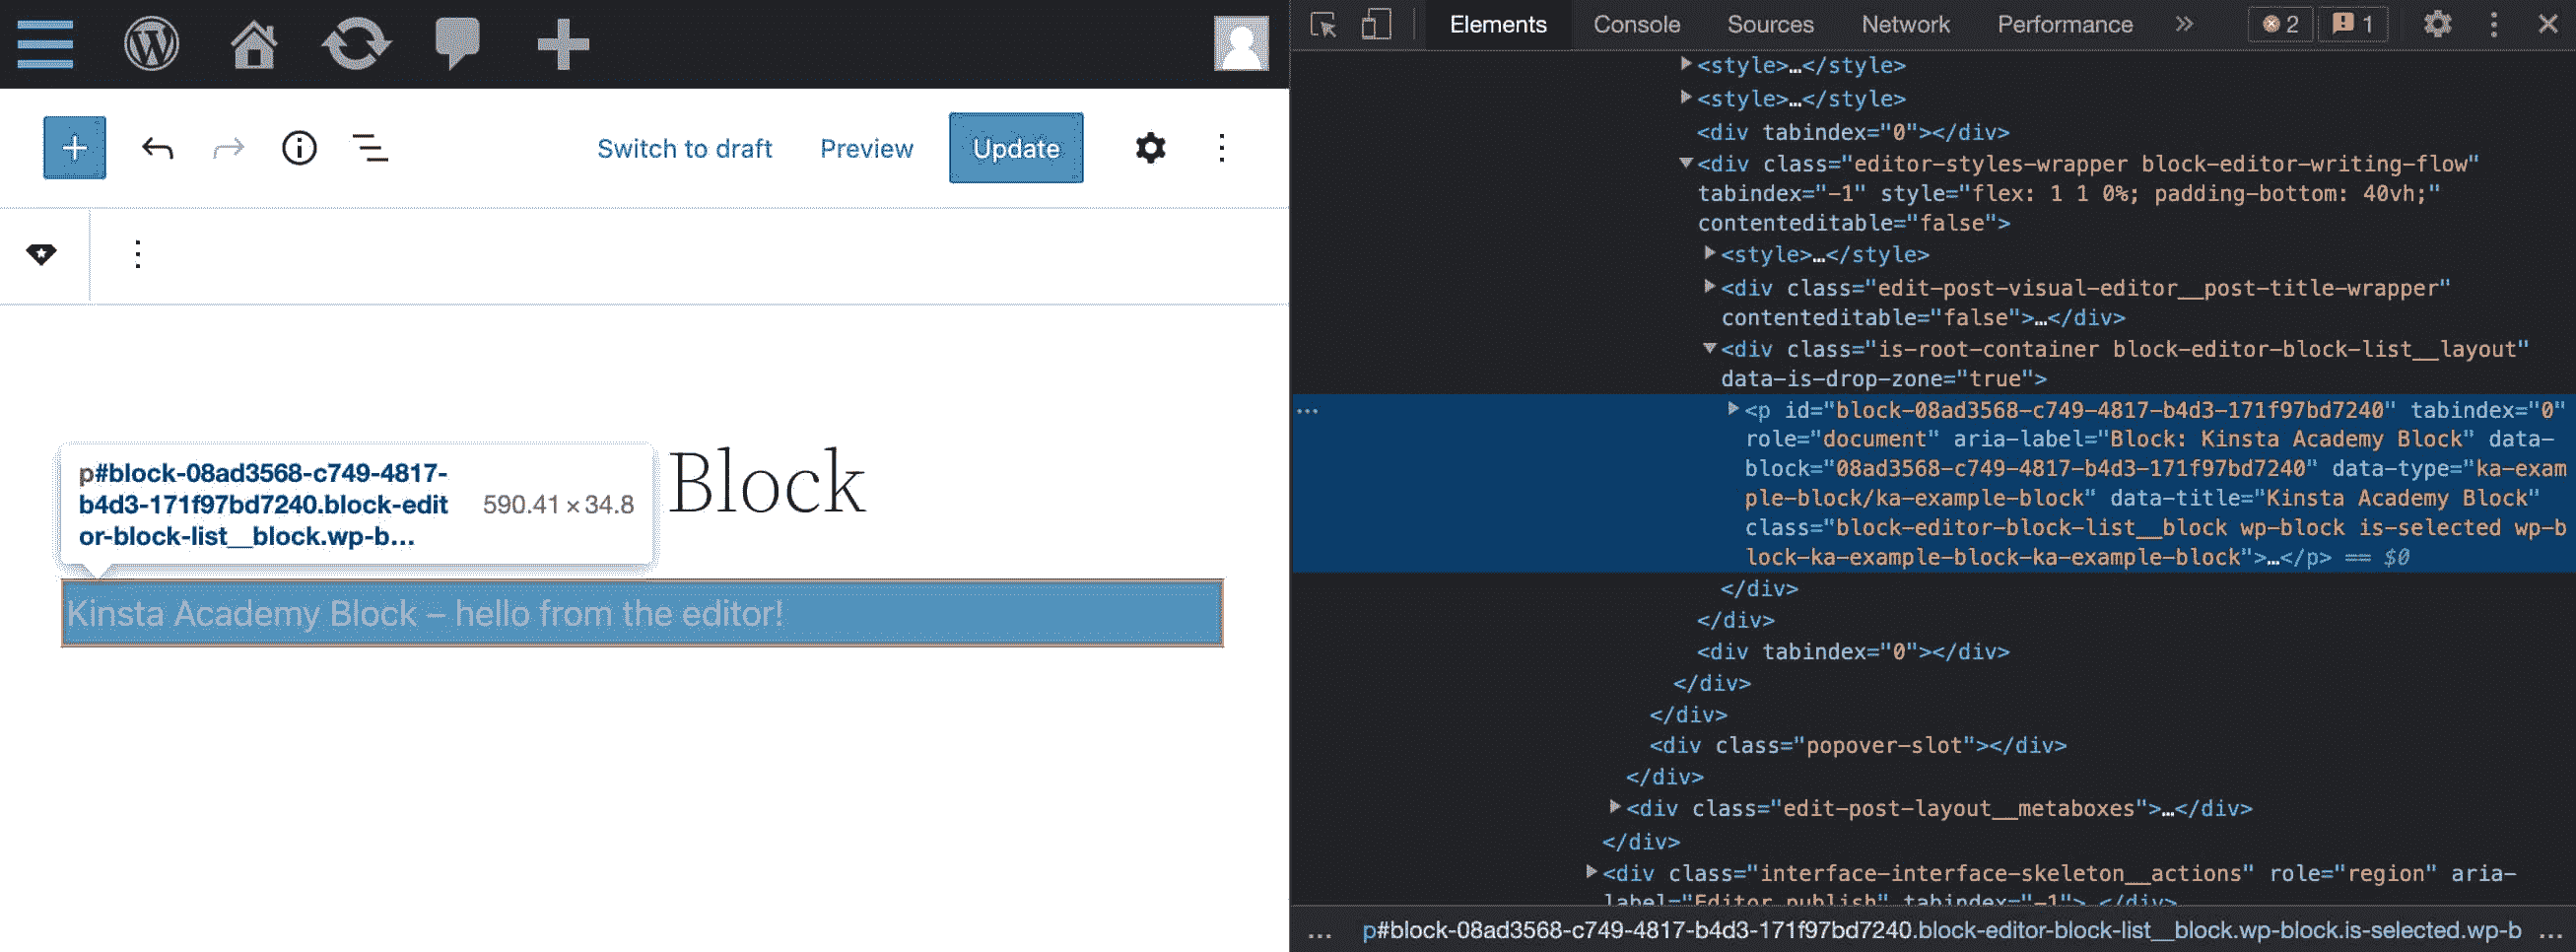 Switch to draft Preview Update
Block
p#block-08ad3568-c749-4817-
b4d3-171f97bd7240.block-edit
or-block-list__block.wp-b...
590.41 × 34.8
Kinsta Academy Block – hello from the editor!
Elements Console Sources Network Performance » 2 1
<style>…</style>
<style>…</style>
<div tabindex="0"></div>
<div class="editor-styles-wrapper block-editor-writing-flow"
tabindex="-1" style="flex: 1 1 0%; padding-bottom: 40vh;"
contenteditable="false">
<style>…</style>
<div class="edit-post-visual-editor__post-title-wrapper"
contenteditable="false">…</div>
<div class="is-root-container block-editor-block-list__layout"
data-is-drop-zone="true">
<p id="block-08ad3568-c749-4817-b4d3-171f97bd7240" tabindex="0"
role="document" aria-label="Block: Kinsta Academy Block" data-
block="08ad3568-c749-4817-b4d3-171f97bd7240" data-type="ka-exam
ple-block/ka-example-block" data-title="Kinsta Academy Block"
class="block-editor-block-list__block wp-block is-selected wp-b
lock-ka-example-block-ka-example-block">…</p> == $0
</div>
</div>
<div tabindex="0"></div>
</div>
</div>
<div class="popover-slot"></div>
</div>
<div class="edit-post-layout__metaboxes">…</div>
</div>
<div class="interface-interface-skeleton__actions" role="region" aria-
label="Editor publish" tabindex="-1">…</div>
... p#block-08ad3568-c749-4817-b4d3-171f97bd7240.block-editor-block-list__block.wp-block.is-selected.wp-b ...